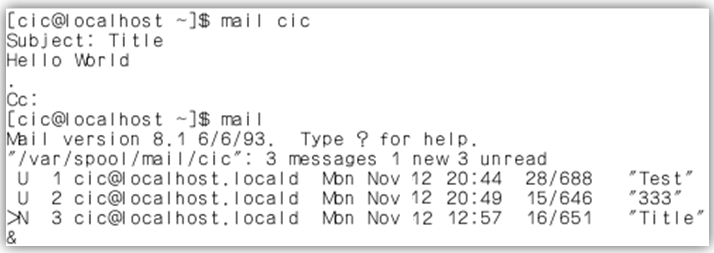 [cic@localhost ~]$ mail cic
Subject: Title
Hello World
.
Cc:
[cic@localhost ~]$ mail
Mail version 8.1 6/6/93.  Type ? for help.
"/var/spool/mail/cic": 3 messages 1 new 3 unread
 U  1 cic@localhost.locald  Mon Nov 12 20:44  28/688   "Test"
 U  2 cic@localhost.locald  Mon Nov 12 20:49  15/646   "333"
>N  3 cic@localhost.locald  Mon Nov 12 12:57  16/651   "Title"
&